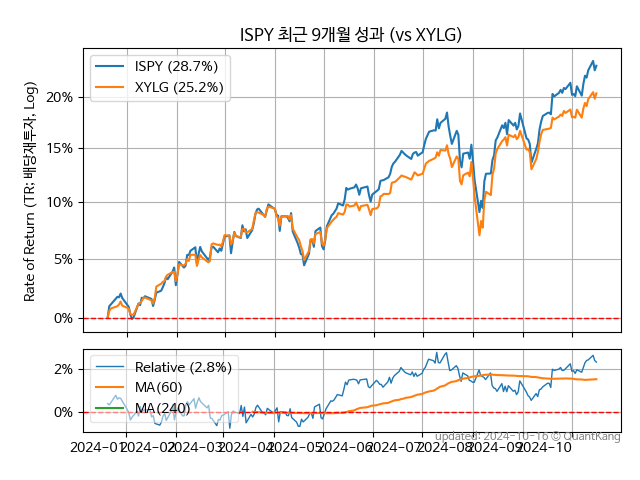 ISPY 최근 9개월 성과 (vs XYLG)
ISPY (28.7%)
XYLG (25.2%)
Rate of Return (TR: 배당재투자, Log)
20%
15%
10%
5%
0%
Relative (2.8%)
MA(60)
MA(240)
2%
0%
2024-01 2024-02 2024-03 2024-04 2024-05 2024-06 2024-07 2024-08 2024-09 2024-10
updated: 2024-10-16 © QuantKang